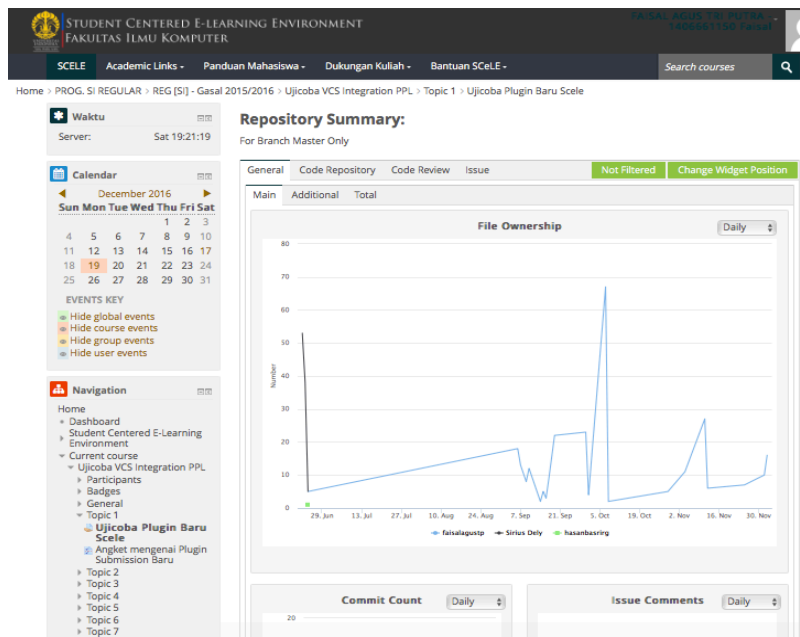 STUDENT CENTERED E-LEARNING ENVIRONMENT
FAKULTAS ILMU KOMPUTER
FAISAL AGUS TRI PUTRA -
1406661150 Faisal
SCELE
Academic Links
Panduan Mahasiswa
Dukungan Kuliah
Bantuan SCeLE
Search courses
Home > PROG. SI REGULAR > REG [SI] - Gasal 2015/2016 > Ujicoba VCS Integration PPL > Topic 1 > Ujicoba Plugin Baru Scele
Waktu
Server: Sat 19:21:19
Calendar
December 2016
Sun Mon Tue Wed Thu Fri Sat
1 2 3
4 5 6 7 8 9 10
11 12 13 14 15 16 17
18 19 20 21 22 23 24
25 26 27 28 29 30 31
EVENTS KEY
Hide global events
Hide course events
Hide group events
Hide user events
Navigation
Home
Dashboard
Student Centered E-Learning
Environment
Current course
Ujicoba VCS Integration PPL
Participants
Badges
General
Topic 1
Ujicoba Plugin Baru
Scele
Angket mengenai Plugin
Submission Baru
Topic 2
Topic 3
Topic 4
Topic 5
Topic 6
Topic 7
Repository Summary:
For Branch Master Only
General Code Repository Code Review Issue
Not Filtered
Change Widget Position
Main Additional Total
File Ownership
Daily
Number
80
70
60
50
40
30
20
10
0
29. Jun 13. Jul 27. Jul 10. Aug 24. Aug 7. Sep 21. Sep 5. Oct 19. Oct 2. Nov 16. Nov 30. Nov
faisalagustp Sirius Dely hasanbasrirg
Commit Count
Daily
20
Issue Comments
Daily